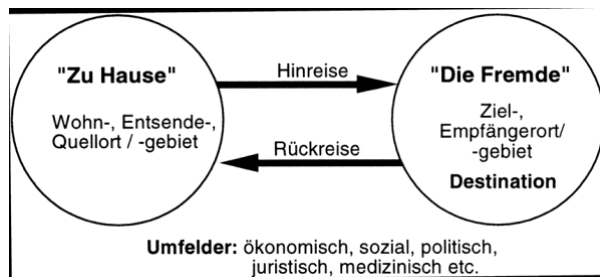 "Zu Hause"
Wohn-, Entsende-,
Quellort / -gebiet
Hinreise
Rückreise
"Die Fremde"
Ziel-,
Empfängerort/
-gebiet
Destination
Umfelder: ökonomisch, sozial, politisch,
juristisch, medizinisch etc.